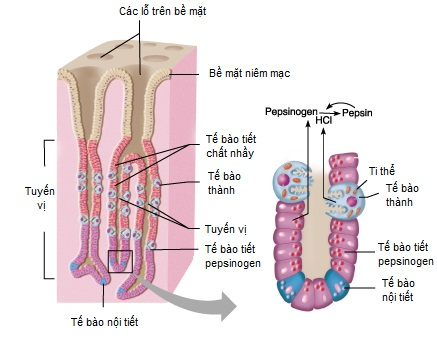 Các lỗ trên bề mặt
Bề mặt niêm mạc
Pepsinogen
Pepsin
HCl
Tế bào tiết
chất nhầy
Ti thể
Tế bào
thành
Tế bào
thành
Tuyến
vị
Tuyến
vị
Tế bào tiết
pepsinogen
Tế bào tiết
pepsinogen
Tế bào
nội tiết
Tế bào nội tiết